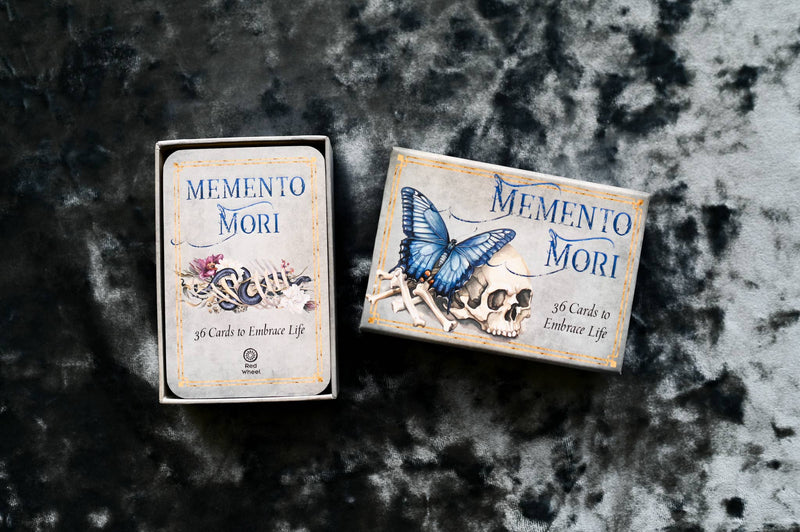 MEMENTO
MORI
36 Cards to Embrace Life
Red
Wheel
MEMENTO
MORI
36 Cards to
Embrace Life